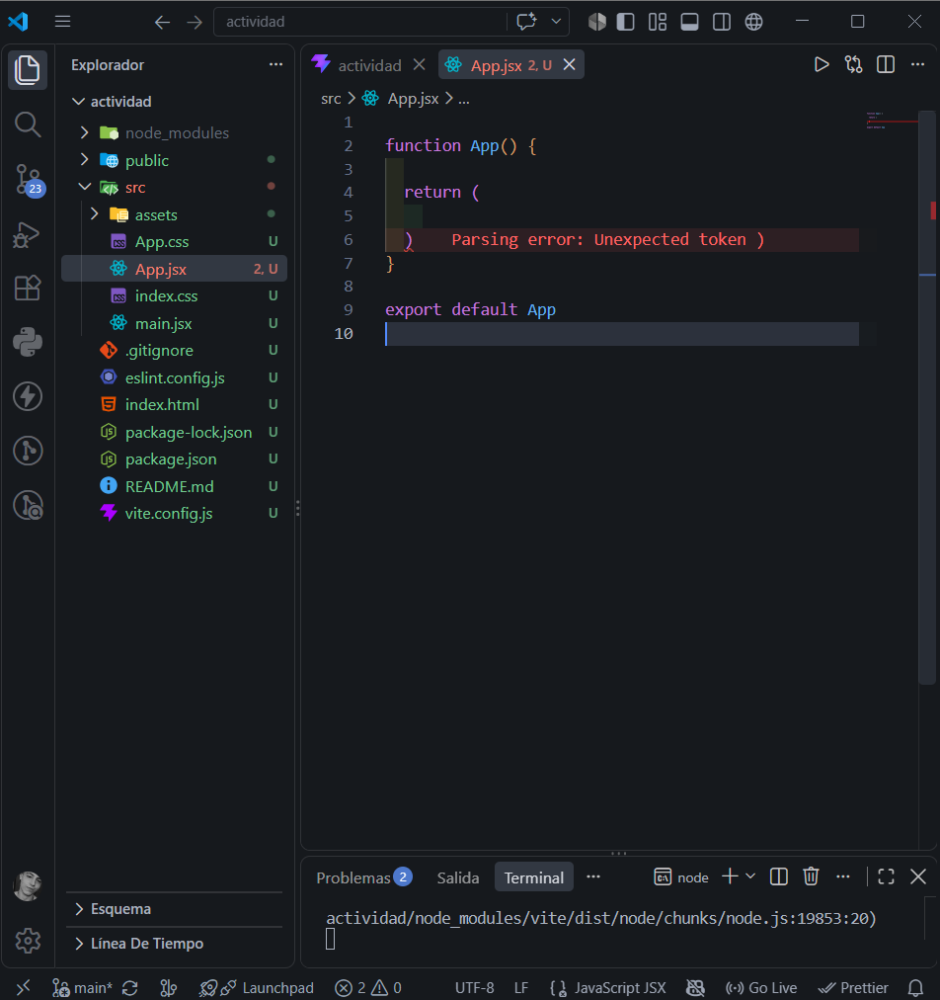 actividad
Explorador
actividad
node_modules
public
src
assets
App.css U
App.jsx 2, U
index.css U
main.jsx U
.gitignore U
eslint.config.js U
index.html U
package-lock.json U
package.json U
README.md U
vite.config.js U
23
Esquema
Línea De Tiempo
actividad
App.jsx 2, U
src > App.jsx > ...
1
2 function App() {
3
4 return (
5
6 ) Parsing error: Unexpected token )
7 }
8
9 export default App
10
Problemas 2 Salida Terminal node
actividad/node_modules/vite/dist/node/chunks/node.js:19853:20)
main* Launchpad 2 0 UTF-8 LF {} JavaScript JSX Go Live Prettier